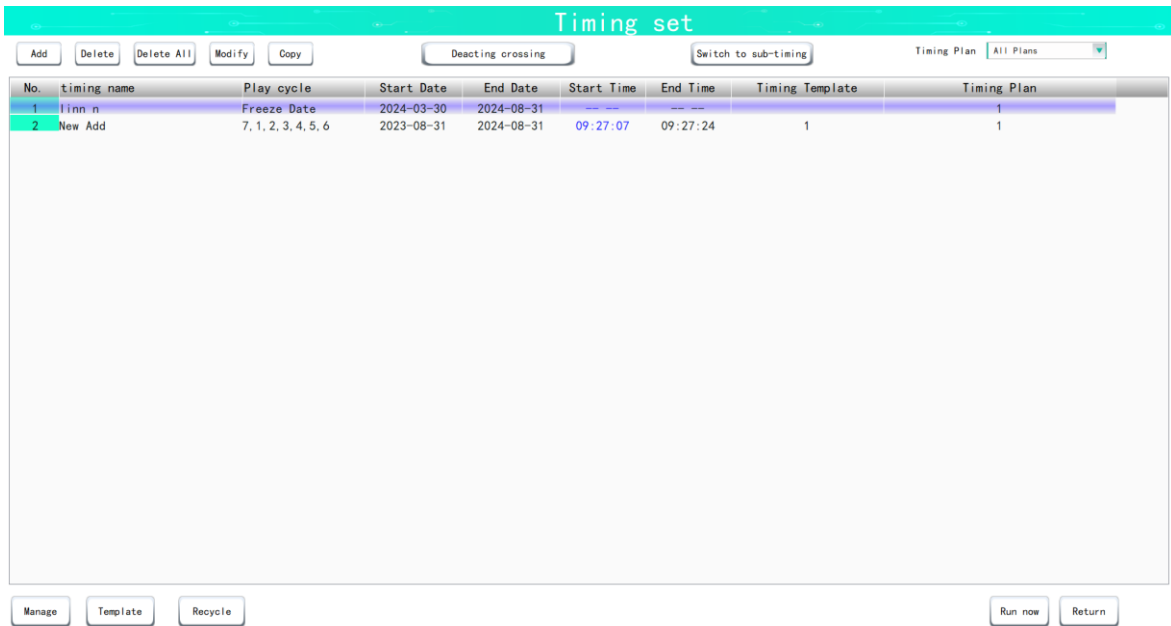 Timing set
Add Delete Delete All Modify Copy Deacting crossing Switch to sub-timing Timing Plan All Plans
No. timing name Play cycle Start Date End Date Start Time End Time Timing Template Timing Plan
1 linn n Freeze Date 2024-03-30 2024-08-31 -- -- -- -- 1
2 New Add 7, 1, 2, 3, 4, 5, 6 2023-08-31 2024-08-31 09:27:07 09:27:24 1 1
Manage Template Recycle Run now Return